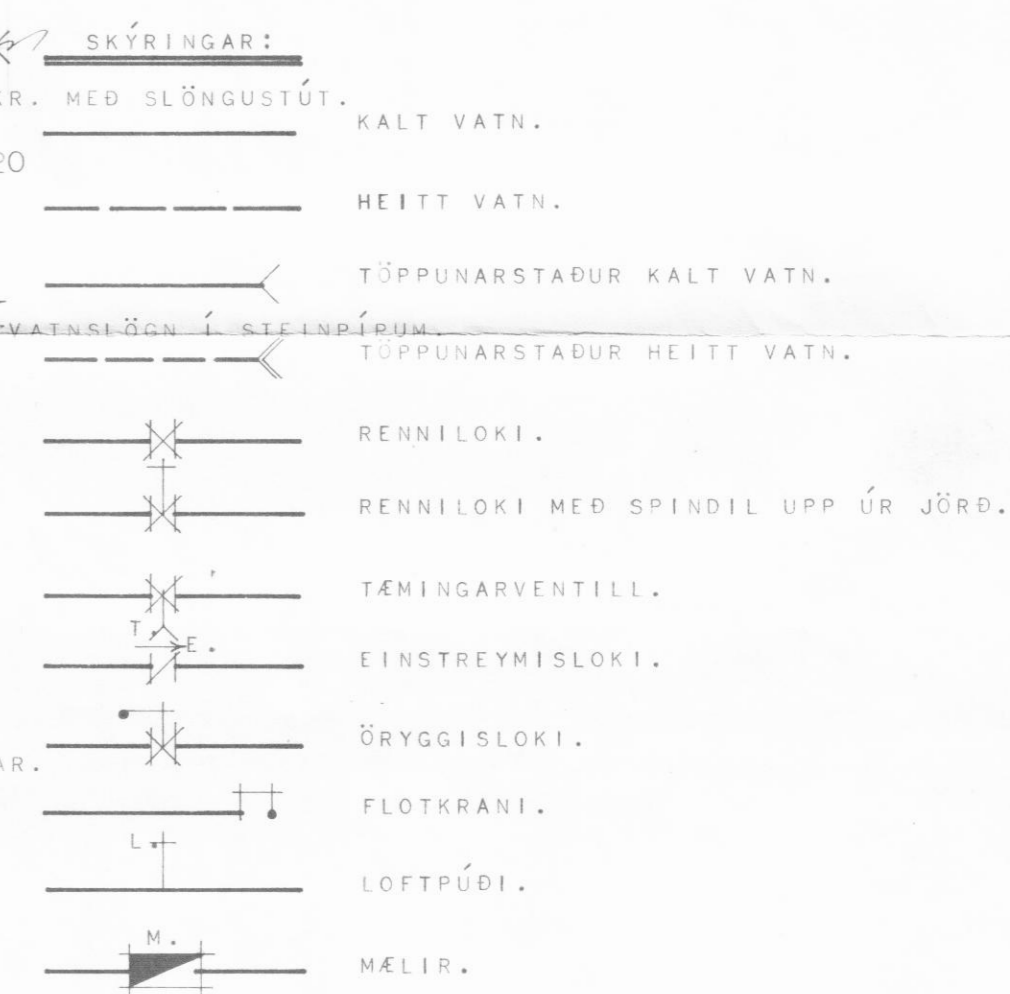 SKÝRINGAR:
KR. MEÐ SLÖNGUSTÚT.
KALT VATN.
20
HEITT VATN.
TÖPPUNARSTAÐUR KALT VATN.
VATNSLÖGN Í STEINPÍPUM.
TÖPPUNARSTAÐUR HEITT VATN.
RENNILOKI.
RENNILOKI MEÐ SPINDIL UPP ÚR JÖRÐ.
TÆMINGARVENTILL.
T.
E.
EINSTREYMISLOKI.
ÖRYGGISLOKI.
AR.
FLOTKRANI.
L.
LOFTPÚÐI.
M.
MÆLIR.